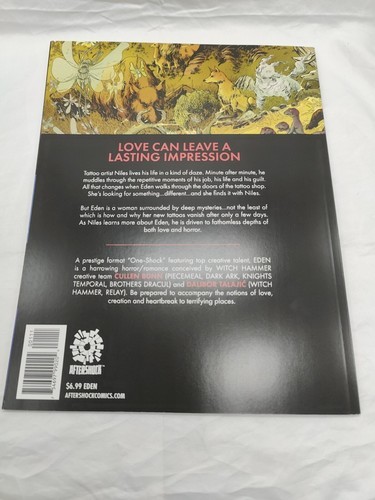 LOVE CAN LEAVE A
LASTING IMPRESSION
Tattoo artist Niles lives his life in a kind of daze. Minute after minute, he
muddles through the repetitive moments of his job, his life and his guilt.
All that changes when Eden walks through the doors of the tattoo shop.
She's looking for something...different...and she finds it with Niles.
But Eden is a woman surrounded by deep mysteries...not the least of
which is how and why her new tattoos vanish after only a few days.
As Niles learns more about Eden, he is driven to fathomless depths of
both love and horror.
A prestige format "One-Shock" featuring top creative talent, EDEN
is a harrowing horror/romance conceived by WITCH HAMMER
creative team CULLEN BUNN (PIECEMEAL, DARK ARK, KNIGHTS
TEMPORAL, BROTHERS DRACUL) and DALIBOR TALAJIĆ (WITCH
HAMMER, RELAY). Be prepared to accompany the notions of love,
creation and heartbreak to terrifying places.
AFTERSHOCK
$6.99 EDEN
AFTERSHOCKCOMICS.COM